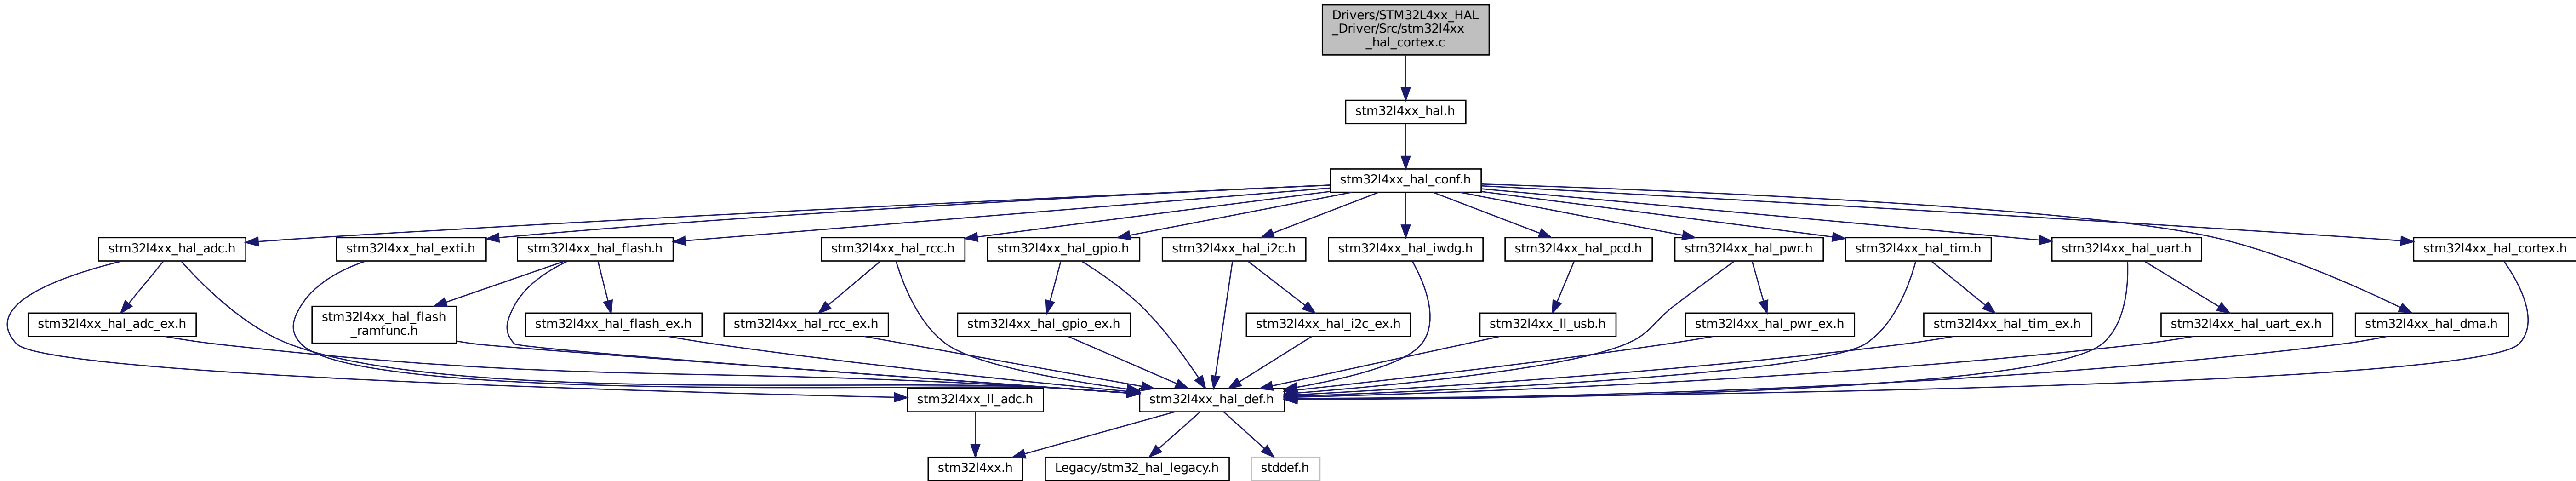 Drivers/STM32L4xx_HAL
_Driver/Src/stm32l4xx
_hal_cortex.c
stm32l4xx_hal.h
stm32l4xx_hal_conf.h
stm32l4xx_hal_adc.h
stm32l4xx_hal_exti.h
stm32l4xx_hal_flash.h
stm32l4xx_hal_rcc.h
stm32l4xx_hal_gpio.h
stm32l4xx_hal_i2c.h
stm32l4xx_hal_iwdg.h
stm32l4xx_hal_pcd.h
stm32l4xx_hal_pwr.h
stm32l4xx_hal_tim.h
stm32l4xx_hal_uart.h
stm32l4xx_hal_cortex.h
stm32l4xx_hal_adc_ex.h
stm32l4xx_hal_flash
_ramfunc.h
stm32l4xx_hal_flash_ex.h
stm32l4xx_hal_rcc_ex.h
stm32l4xx_hal_gpio_ex.h
stm32l4xx_hal_i2c_ex.h
stm32l4xx_ll_usb.h
stm32l4xx_hal_pwr_ex.h
stm32l4xx_hal_tim_ex.h
stm32l4xx_hal_uart_ex.h
stm32l4xx_hal_dma.h
stm32l4xx_ll_adc.h
stm32l4xx_hal_def.h
stm32l4xx.h
Legacy/stm32_hal_legacy.h
stddef.h